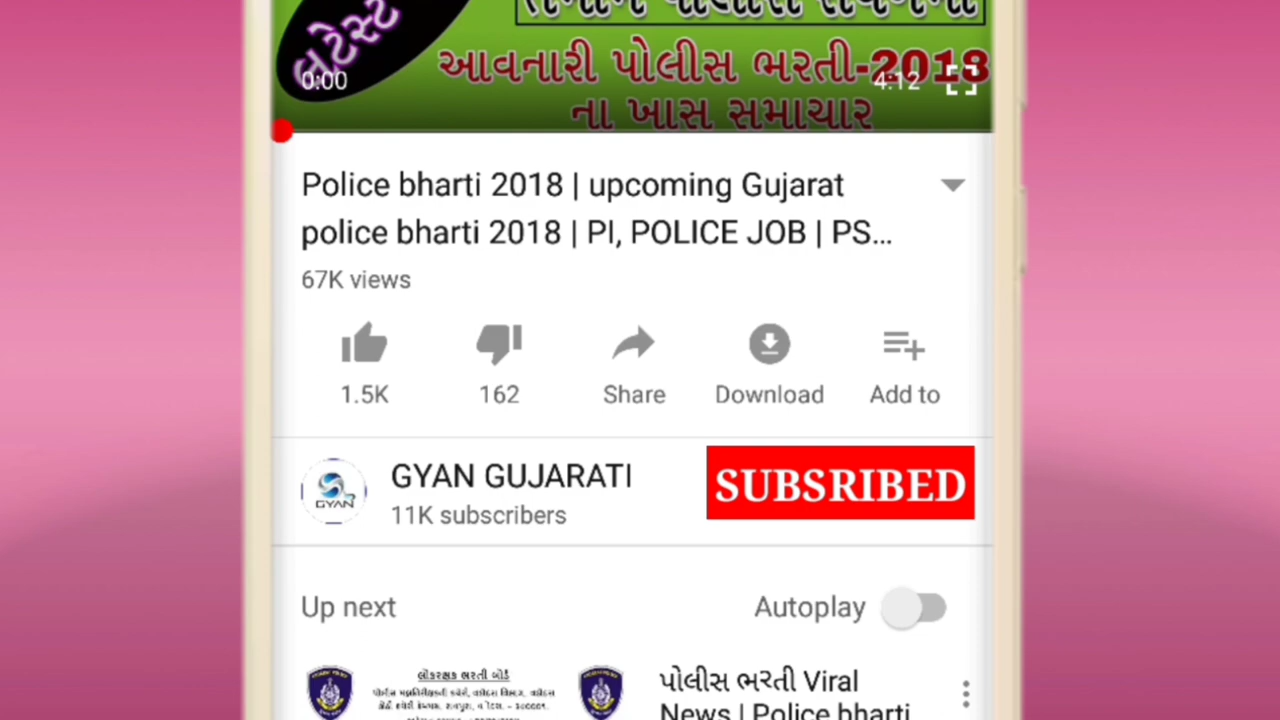 લેટેસ્ટ
આવનારી પોલીસ ભરતી-2018
0:00
4:12
ના ખાસ સમાચાર
Police bharti 2018 | upcoming Gujarat
police bharti 2018 | PI, POLICE JOB | PS...
67K views
1.5K
162
Share
Download
Add to
GYAN
GYAN GUJARATI
11K subscribers
SUBSRIBED
Up next
Autoplay
લોકરક્ષક ભરતી બોર્ડ
પોલીસ ભરતી Viral
News | Police bharti